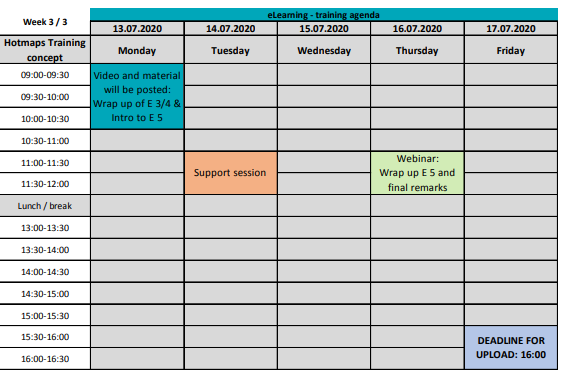 Week 3 / 3
eLearning - training agenda
13.07.2020 14.07.2020 15.07.2020 16.07.2020 17.07.2020
Hotmaps Training
concept
Monday Tuesday Wednesday Thursday Friday
09:00-09:30
09:30-10:00
10:00-10:30
Video and material
will be posted:
Wrap up of E 3/4 &
Intro to E 5
10:30-11:00
11:00-11:30
11:30-12:00
Support session
Webinar:
Wrap up E 5 and
final remarks
Lunch / break
13:00-13:30
13:30-14:00
14:00-14:30
14:30-15:00
15:00-15:30
15:30-16:00
16:00-16:30
DEADLINE FOR
UPLOAD: 16:00